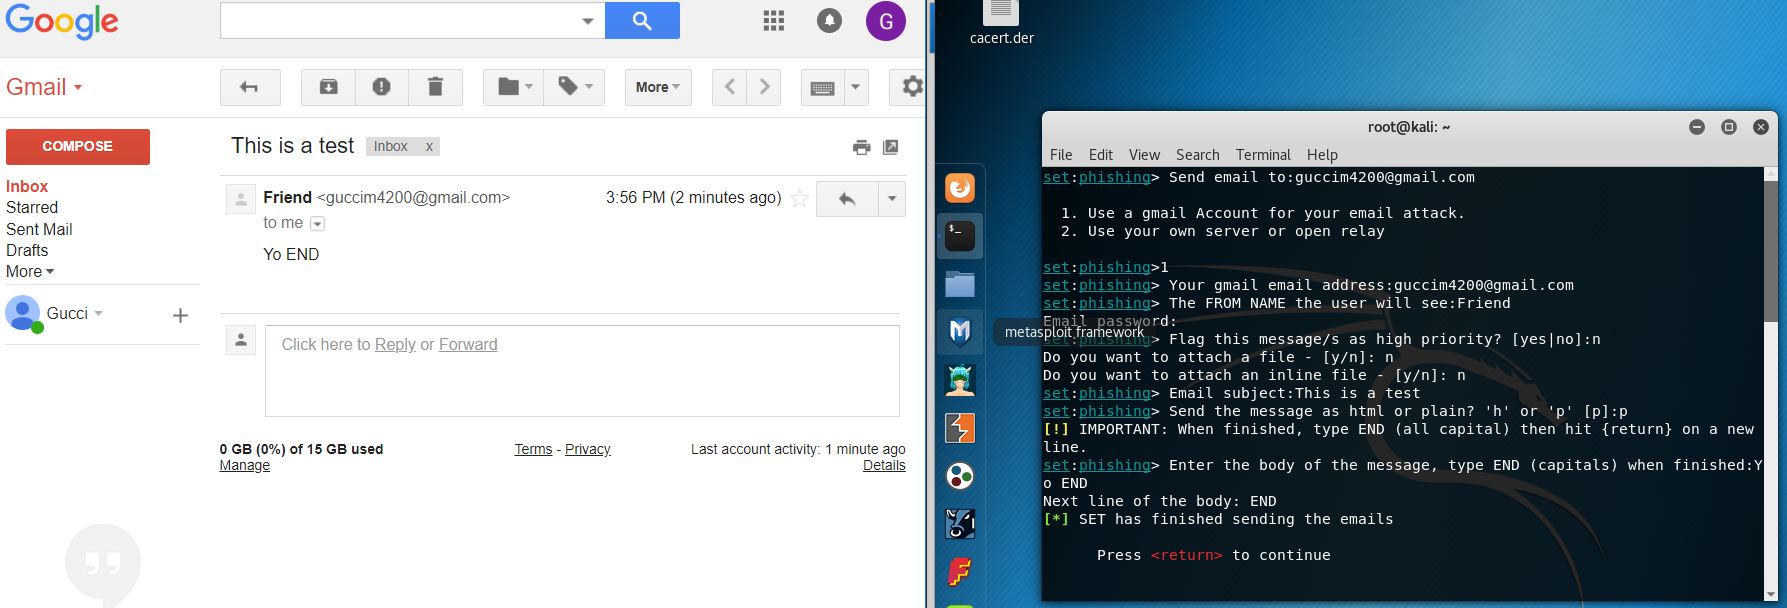 Google
G
Gmail
More
COMPOSE
Inbox
Starred
Sent Mail
Drafts
More
Gucci
+
This is a test
Inbox x
Friend <guccim4200@gmail.com>
3:56 PM (2 minutes ago)
to me
Yo END
Click here to Reply or Forward
0 GB (0%) of 15 GB used
Manage
Terms - Privacy
Last account activity: 1 minute ago
Details
cacert.der
metasploit framework
root@kali: ~
File Edit View Search Terminal Help
set:phishing> Send email to:guccim4200@gmail.com
1. Use a gmail Account for your email attack.
2. Use your own server or open relay
set:phishing>1
set:phishing> Your gmail email address:guccim4200@gmail.com
set:phishing> The FROM NAME the user will see:Friend
Email password:
set:phishing> Flag this message/s as high priority? [yes|no]:n
Do you want to attach a file - [y/n]: n
Do you want to attach an inline file - [y/n]: n
set:phishing> Email subject:This is a test
set:phishing> Send the message as html or plain? 'h' or 'p' [p]:p
[!] IMPORTANT: When finished, type END (all capital) then hit {return} on a new
line.
set:phishing> Enter the body of the message, type END (capitals) when finished:Y
o END
Next line of the body: END
[*] SET has finished sending the emails
Press <return> to continue